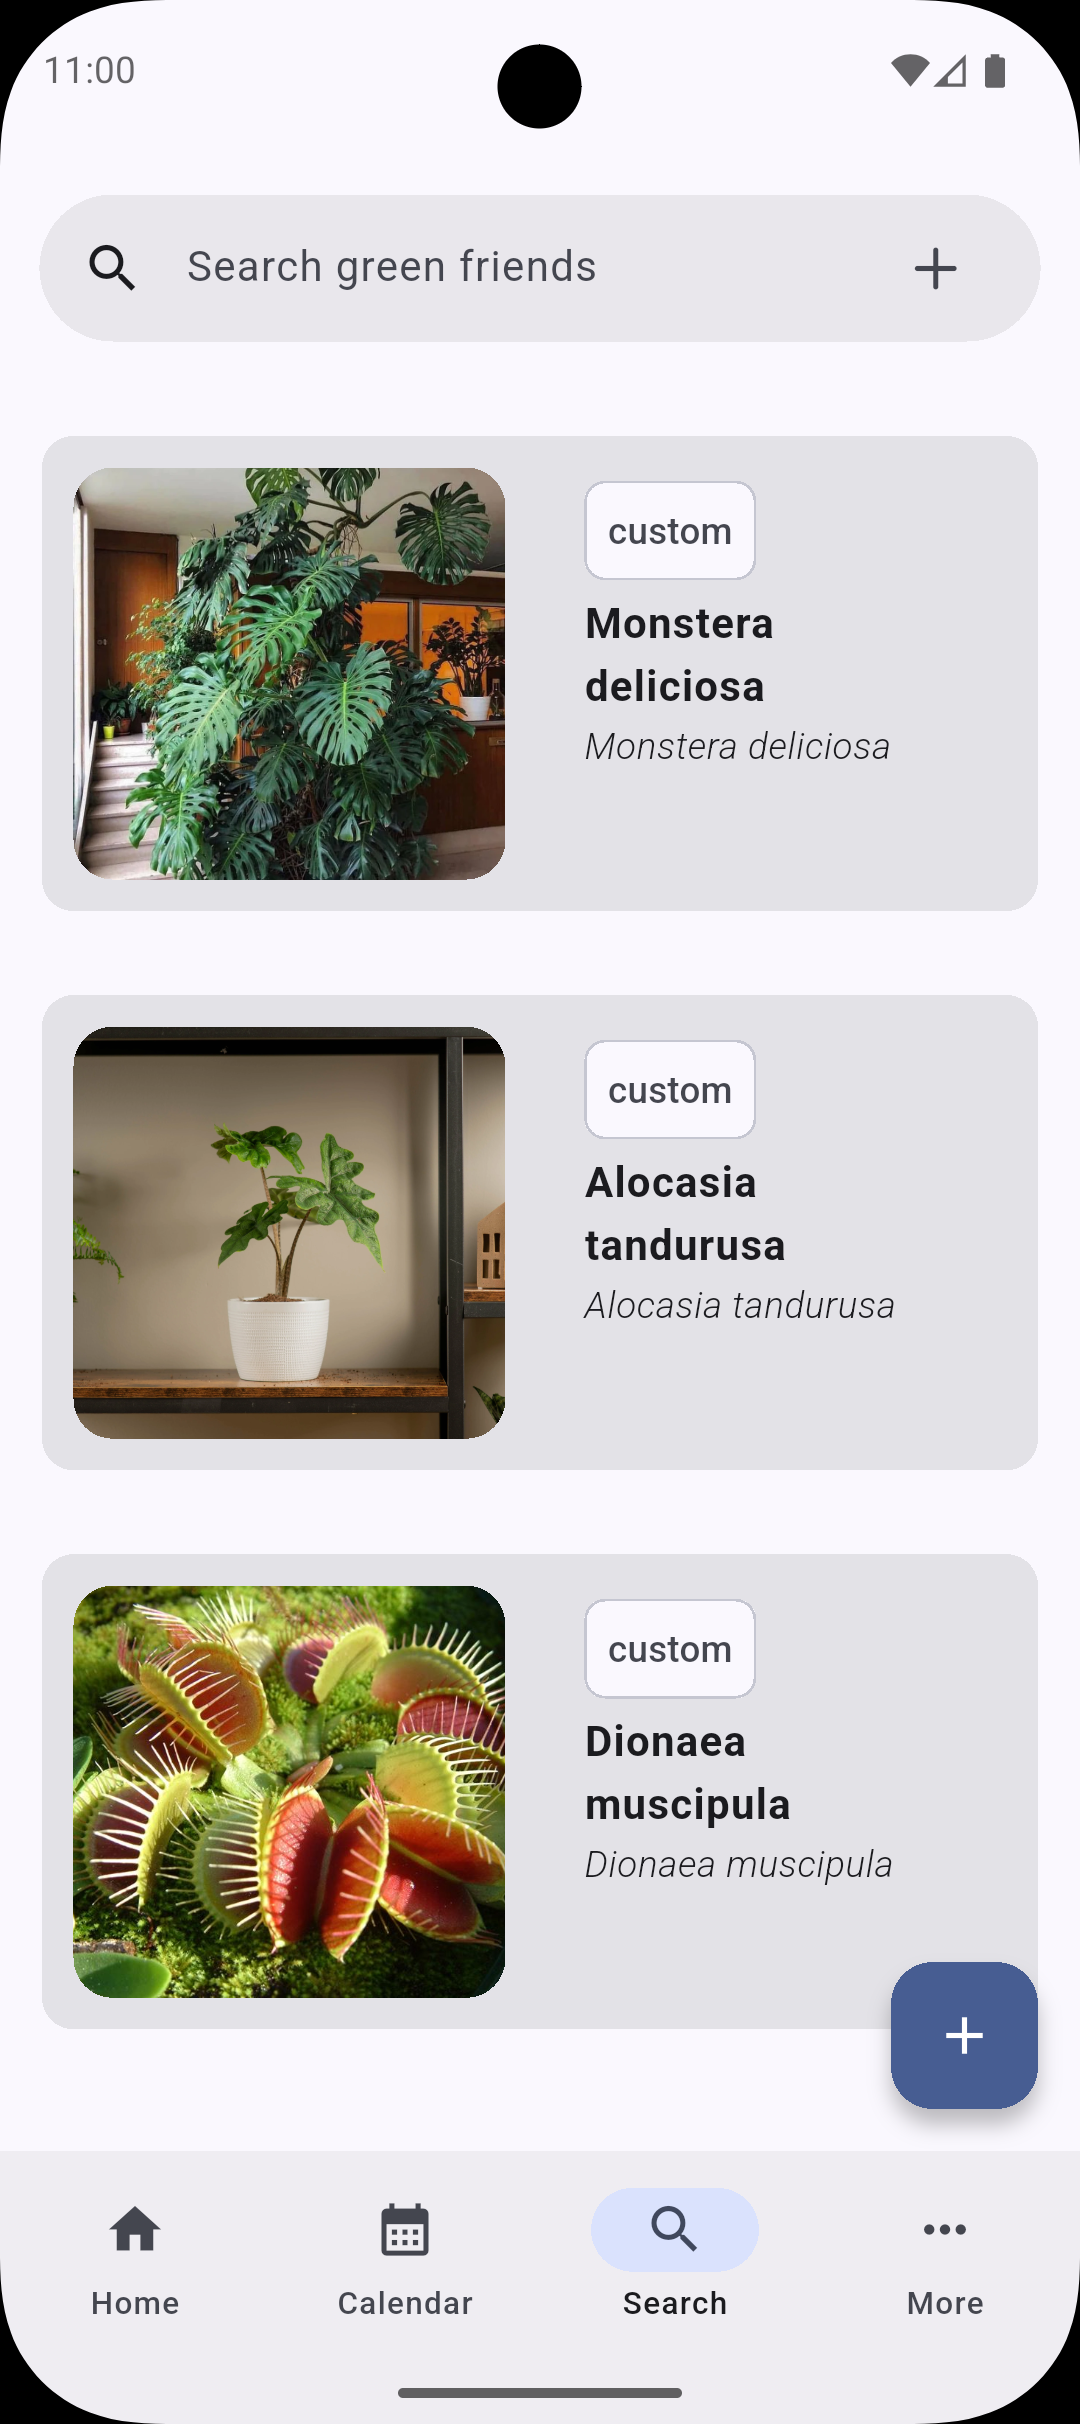 11:00
Search green friends
custom
Monstera
deliciosa
Monstera deliciosa
custom
Alocasia
tandurusa
Alocasia tandurusa
custom
Dionaea
muscipula
Dionaea muscipula
Home
Calendar
Search
More